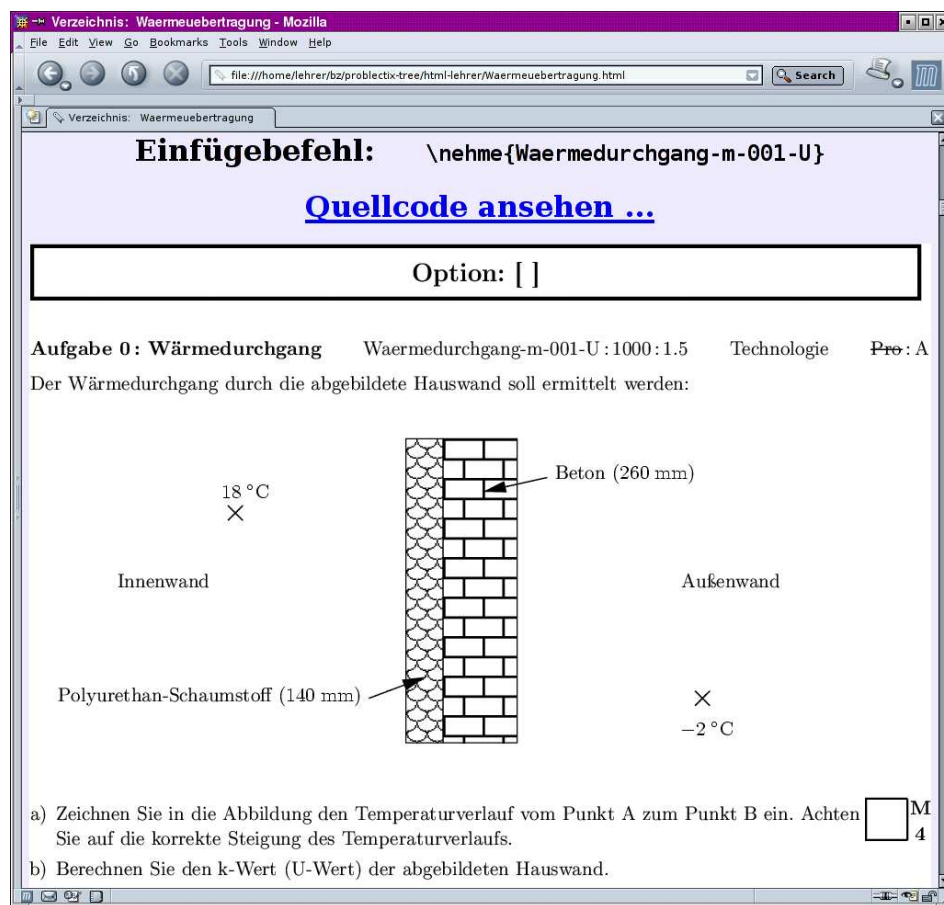 Verzeichnis: Waermeuebertragung - Mozilla
File Edit View Go Bookmarks Tools Window Help
file:///home/lehrer/bz/problectix-tree/html-lehrer/Waermeuebertragung.html
Search
Verzeichnis: Waermeuebertragung
Einfügebefehl: \nehme{Waermedurchgang-m-001-U}
Quellcode ansehen ...
Option: [ ]
Aufgabe 0: Wärmedurchgang Waermedurchgang-m-001-U:1000:1.5 Technologie Pro: A
Der Wärmedurchgang durch die abgebildete Hauswand soll ermittelt werden:
Beton (260 mm)
18 °C
Innenwand
Außenwand
Polyurethan-Schaumstoff (140 mm)
−2 °C
a) Zeichnen Sie in die Abbildung den Temperaturverlauf vom Punkt A zum Punkt B ein. Achten
Sie auf die korrekte Steigung des Temperaturverlaufs.
M
4
b) Berechnen Sie den k-Wert (U-Wert) der abgebildeten Hauswand.